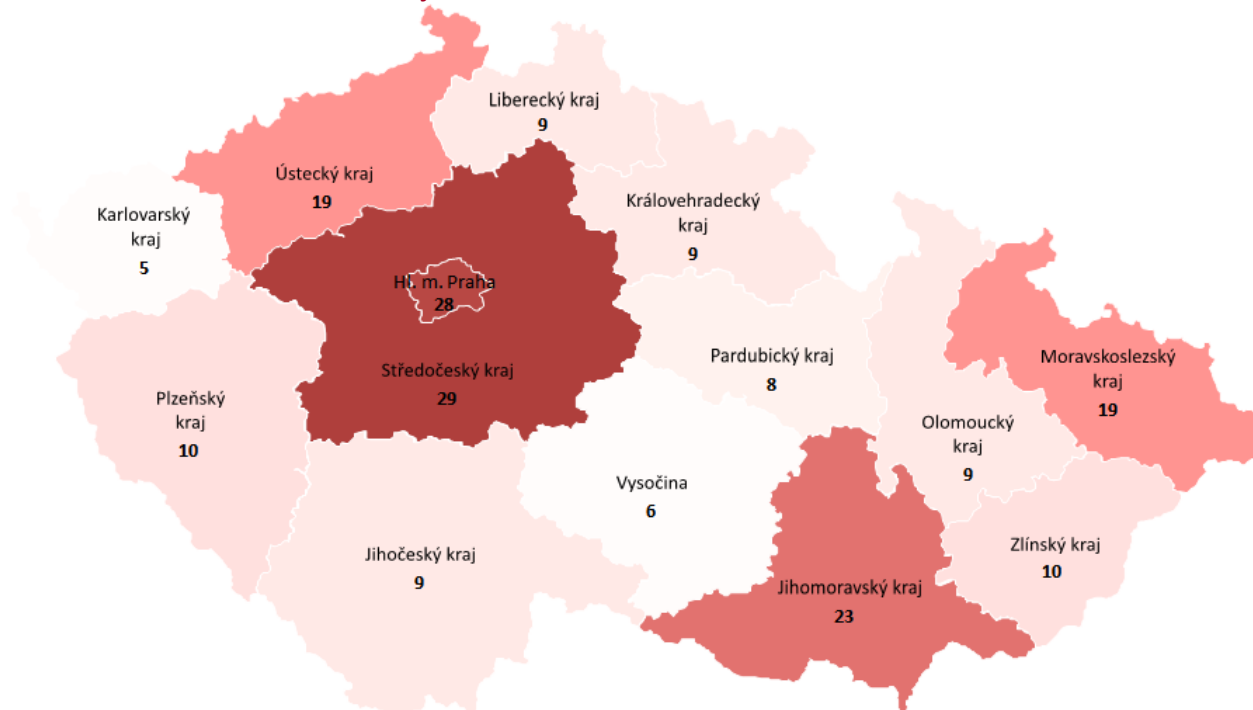 Liberecký kraj
9
Ústecký kraj
19
Karlovarský
kraj
5
Královehradecký
kraj
9
Hl. m. Praha
28
Středočeský kraj
29
Pardubický kraj
8
Moravskoslezský
kraj
19
Plzeňský
kraj
10
Olomoucký
kraj
9
Vysočina
6
Jihočeský kraj
9
Zlínský kraj
10
Jihomoravský kraj
23